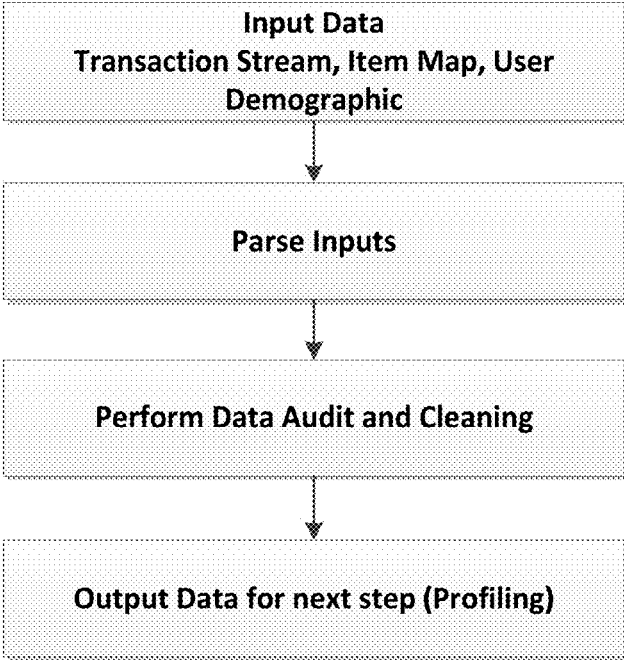 Input Data
Transaction Stream, Item Map, User
Demographic
Parse Inputs
Perform Data Audit and Cleaning
Output Data for next step (Profiling)